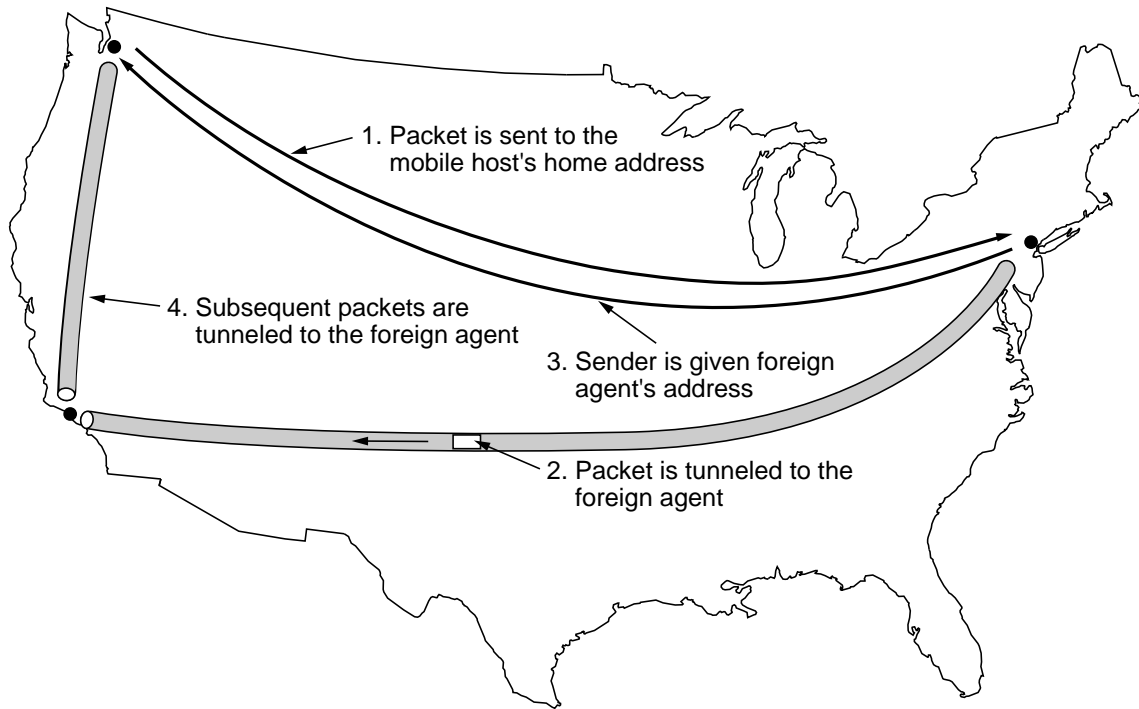 1. Packet is sent to the
mobile host's home address
4. Subsequent packets are
tunneled to the foreign agent
3. Sender is given foreign
agent's address
2. Packet is tunneled to the
foreign agent